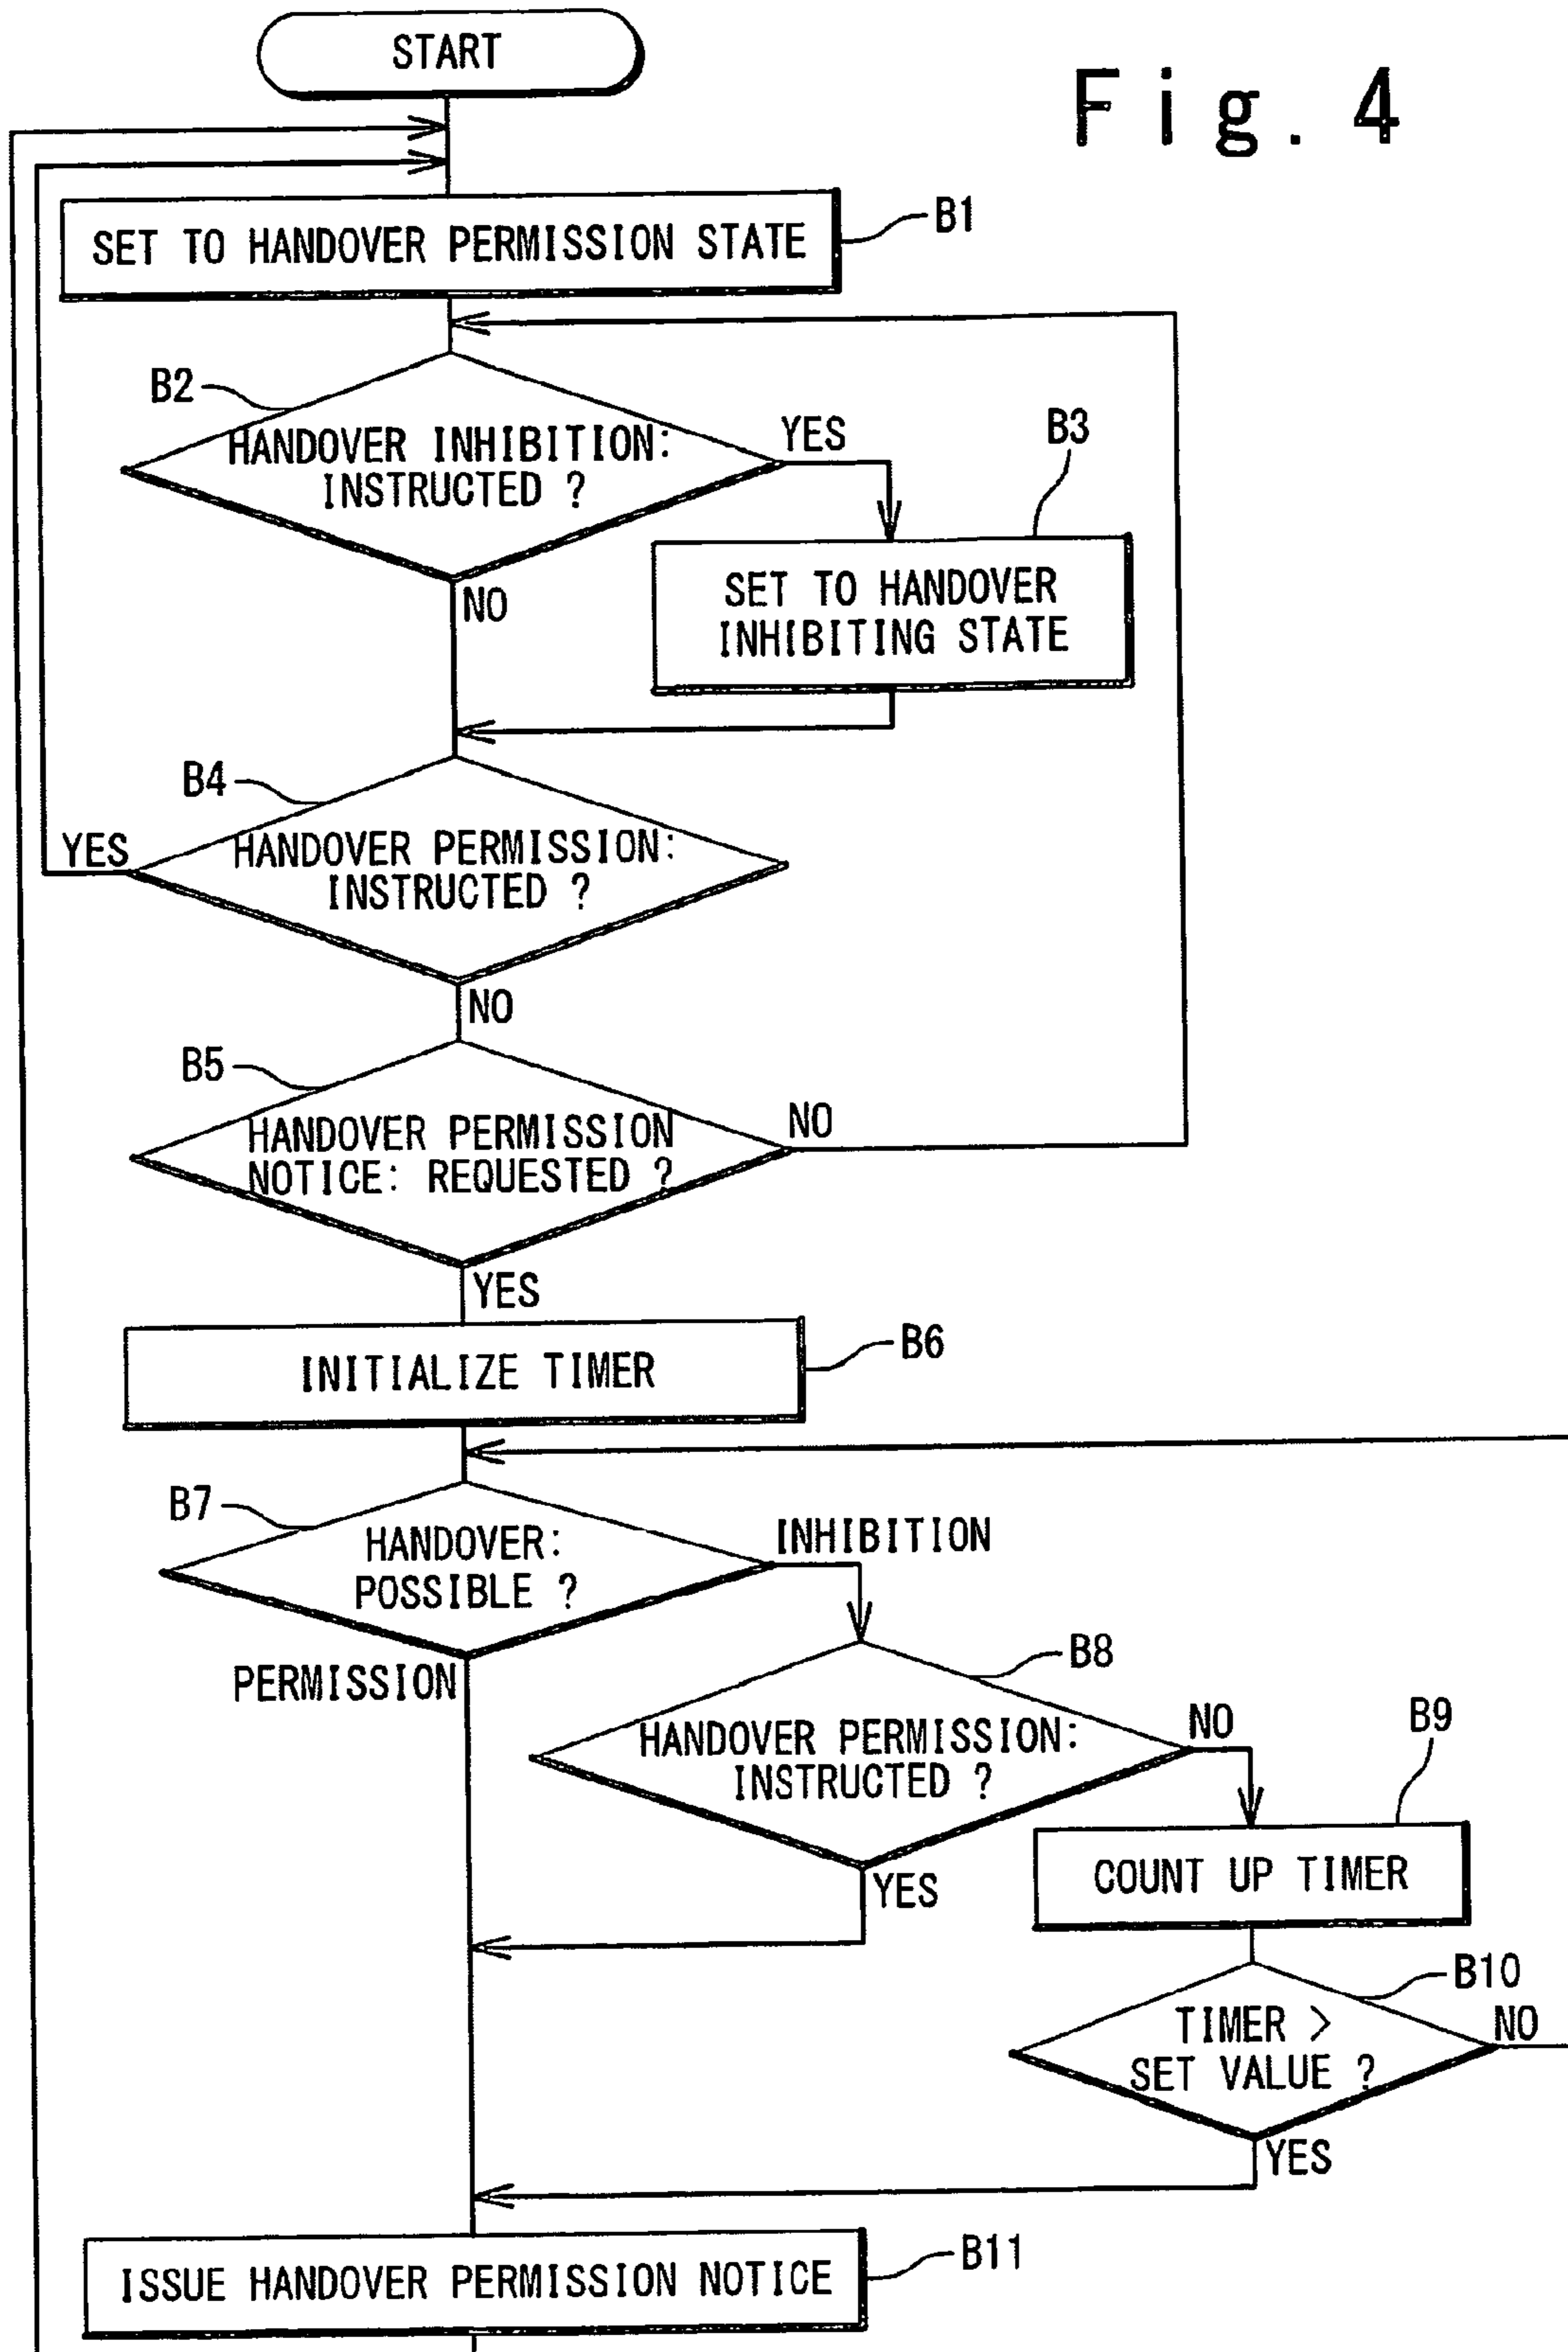 START
Fig. 4
SET TO HANDOVER PERMISSION STATE
B1
B2
HANDOVER INHIBITION:
INSTRUCTED ?
YES
B3
NO
SET TO HANDOVER
INHIBITING STATE
B4
YES
HANDOVER PERMISSION:
INSTRUCTED ?
NO
B5
HANDOVER PERMISSION
NOTICE: REQUESTED ?
NO
YES
INITIALIZE TIMER
B6
B7
HANDOVER:
POSSIBLE ?
INHIBITION
PERMISSION
B8
HANDOVER PERMISSION:
INSTRUCTED ?
NO
B9
YES
COUNT UP TIMER
B10
TIMER >
SET VALUE ?
NO
YES
ISSUE HANDOVER PERMISSION NOTICE
B11